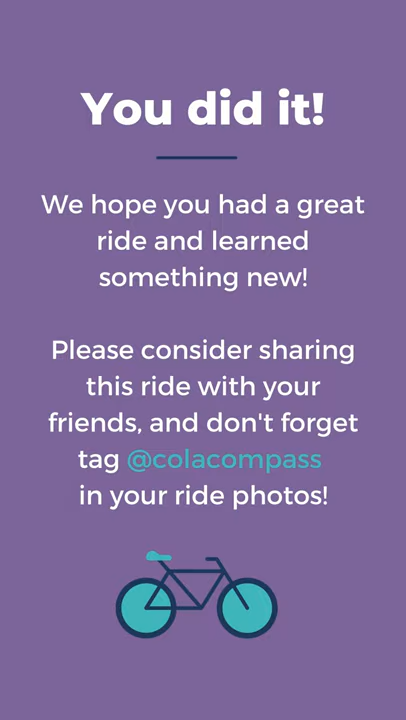 You did it!
We hope you had a great
ride and learned
something new!
Please consider sharing
this ride with your
friends, and don't forget
tag @colacompass
in your ride photos!